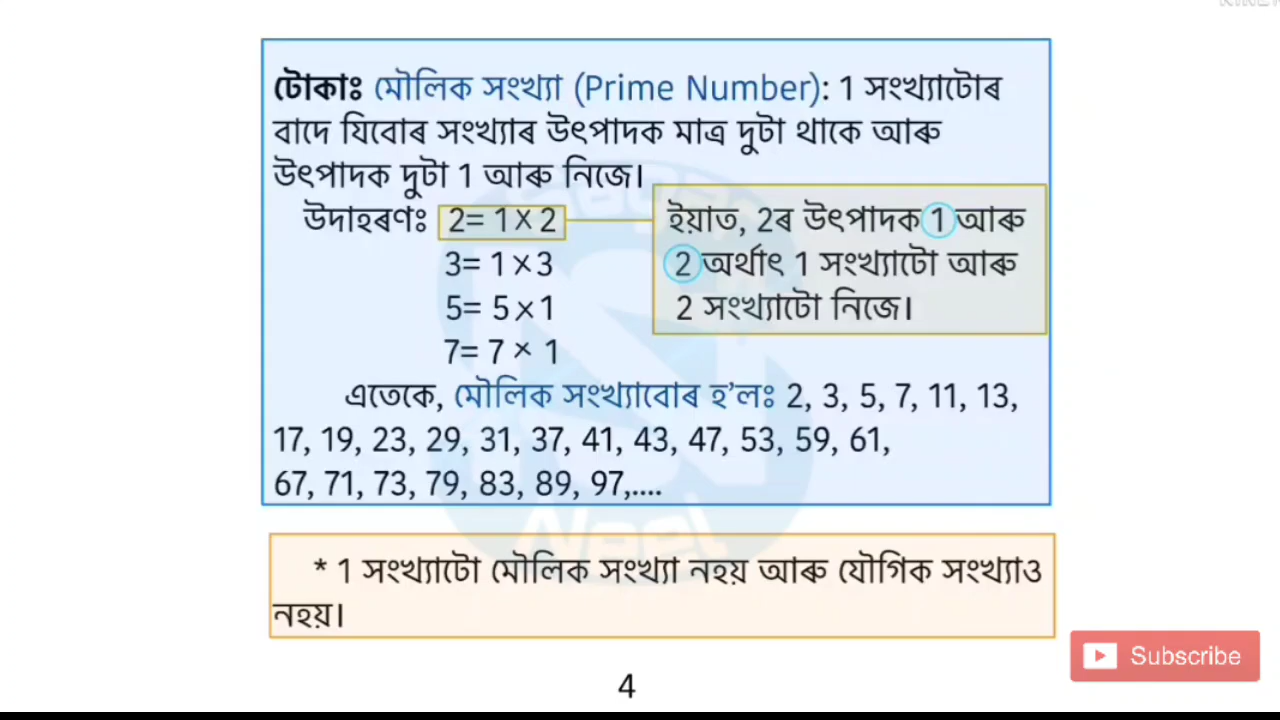 টোকাঃ মৌলিক সংখ্যা (Prime Number): 1 সংখ্যাটোৰ
বাদে যিবোৰ সংখ্যাৰ উৎপাদক মাত্ৰ দুটা থাকে আৰু
উৎপাদক দুটা 1 আৰু নিজে।
উদাহৰণঃ 2= 1×2
3= 1×3
5= 5×1
7= 7 × 1
ইয়াত, 2ৰ উৎপাদক 1 আৰু
2 অৰ্থাৎ 1 সংখ্যাটো আৰু
2 সংখ্যাটো নিজে।
এতেকে, মৌলিক সংখ্যাবোৰ হ’লঃ 2, 3, 5, 7, 11, 13,
17, 19, 23, 29, 31, 37, 41, 43, 47, 53, 59, 61,
67, 71, 73, 79, 83, 89, 97,....
* 1 সংখ্যাটো মৌলিক সংখ্যা নহয় আৰু যৌগিক সংখ্যাও
নহয়।
Subscribe
4